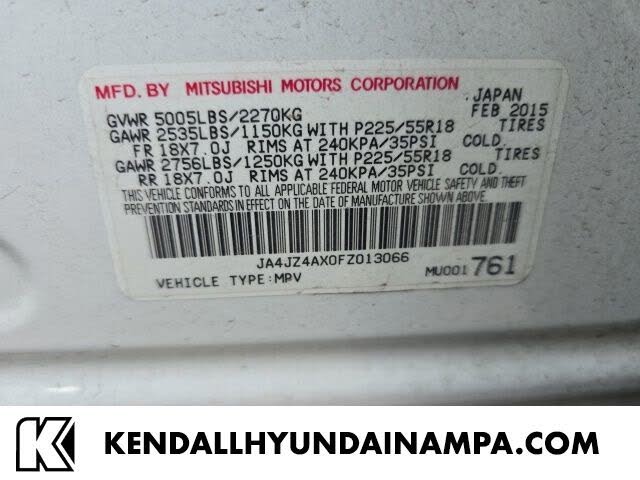 MFD. BY MITSUBISHI MOTORS CORPORATION
JAPAN
FEB 2015
GVWR 5005LBS/2270KG
GAWR 2535LBS/1150KG WITH P225/55R18 TIRES
FR 18X7.0J RIMS AT 240KPA/35PSI COLD.
GAWR 2756LBS/1250KG WITH P225/55R18 TIRES
RR 18X7.0J RIMS AT 240KPA/35PSI COLD.
THIS VEHICLE CONFORMS TO ALL APPLICABLE FEDERAL MOTOR VEHICLE SAFETY AND THEFT
PREVENTION STANDARDS IN EFFECT ON THE DATE OF MANUFACTURE SHOWN ABOVE.
JA4JZ4AX0FZ013066
VEHICLE TYPE:MPV
MU001761
K KENDALLHYUNDAINAMPA.COM